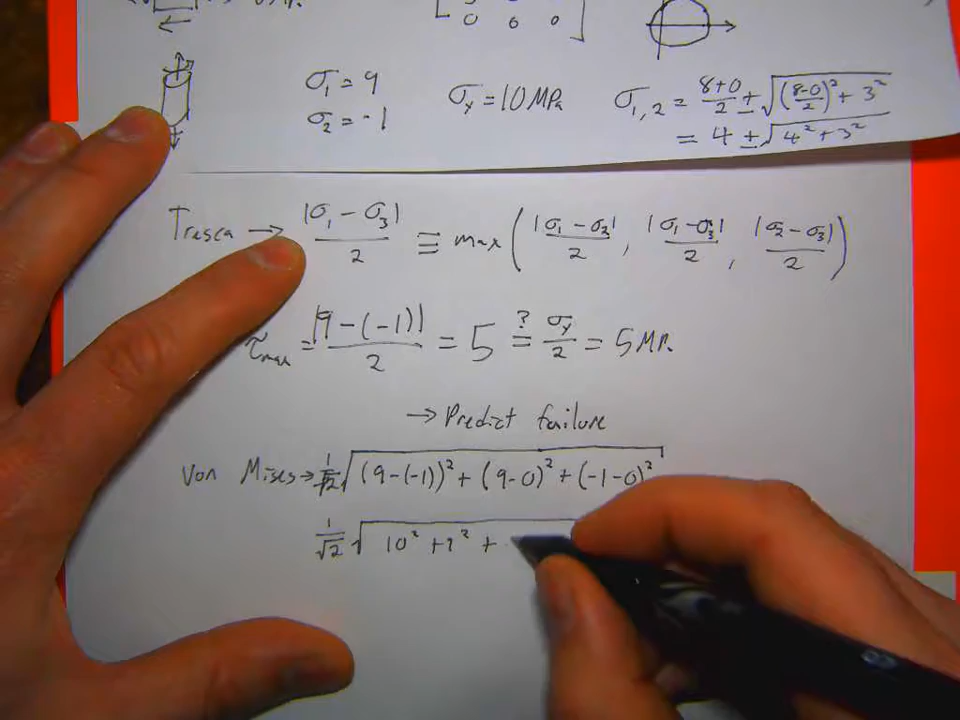 0 0 0
σ₁ = 9
σ₂ = -1
σy = 10 MPa
σ₁,₂ = (8+0)/2 ± √(((8-0)/2)² + 3²)
= 4 ± √(4² + 3²)
Tresca → |σ₁ - σ₃|/2 ≡ max(|σ₁ - σ₂|/2, |σ₁ - σ₃|/2, |σ₂ - σ₃|/2)
τmax = |9 - (-1)|/2 = 5 ?= σy/2 = 5 MPa
→ Predict failure
Von Mises → 1/√2 √((9-(-1))² + (9-0)² + (-1-0)²
1/√2 √(10² + 9² +